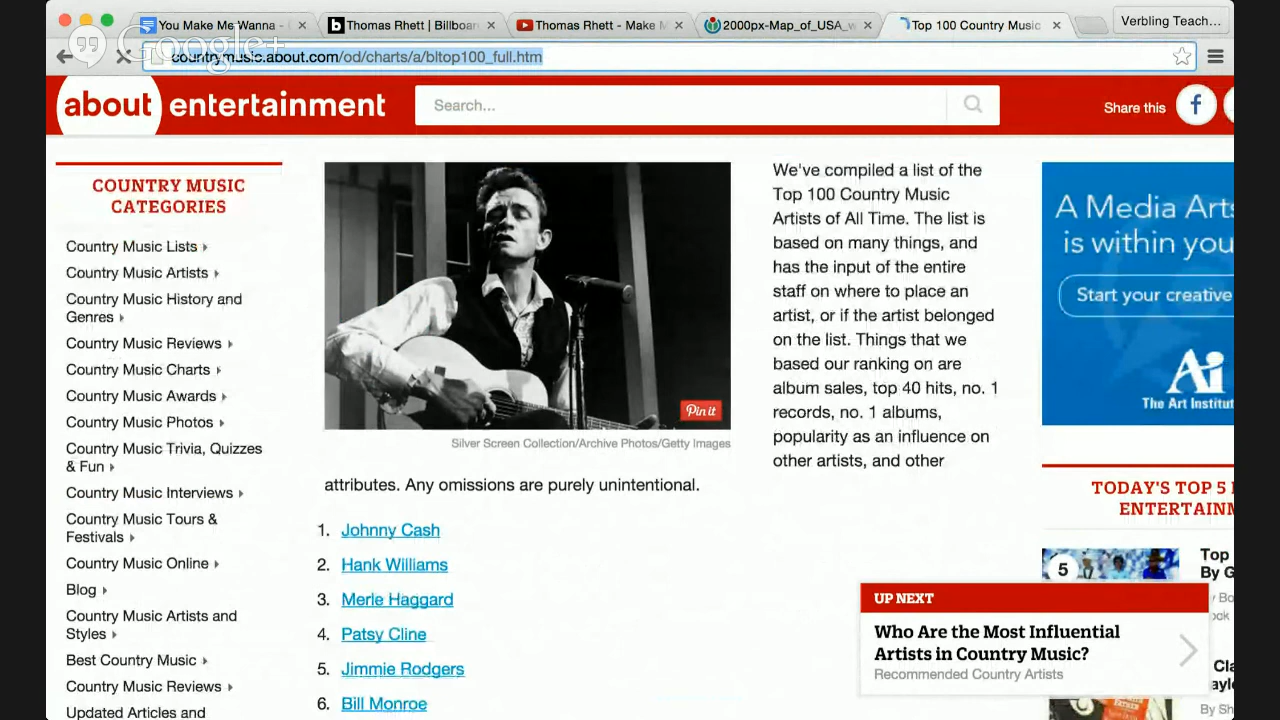 You Make Me Wanna -
Thomas Rhett | Billboar
Thomas Rhett - Make M
2000px-Map_of_USA_w
Top 100 Country Music
Verbling Teach...
Google+
countrymusic.about.com/od/charts/a/bltop100_full.htm
about entertainment
Search...
Share this
COUNTRY MUSIC
CATEGORIES
Country Music Lists
Country Music Artists
Country Music History and
Genres
Country Music Reviews
Country Music Charts
Country Music Awards
Country Music Photos
Country Music Trivia, Quizzes
& Fun
Country Music Interviews
Country Music Tours &
Festivals
Country Music Online
Blog
Country Music Artists and
Styles
Best Country Music
Country Music Reviews
Updated Articles and
Pin it
Silver Screen Collection/Archive Photos/Getty Images
We've compiled a list of the
Top 100 Country Music
Artists of All Time. The list is
based on many things, and
has the input of the entire
staff on where to place an
artist, or if the artist belonged
on the list. Things that we
based our ranking on are
album sales, top 40 hits, no. 1
records, no. 1 albums,
popularity as an influence on
other artists, and other
attributes. Any omissions are purely unintentional.
1. Johnny Cash
2. Hank Williams
3. Merle Haggard
4. Patsy Cline
5. Jimmie Rodgers
6. Bill Monroe
A Media Arts
is within you
Start your creative
Ai
The Art Institut
TODAY'S TOP 5
ENTERTAINM
5
Top
By G
UP NEXT
Who Are the Most Influential
Artists in Country Music?
Recommended Country Artists
By Sh